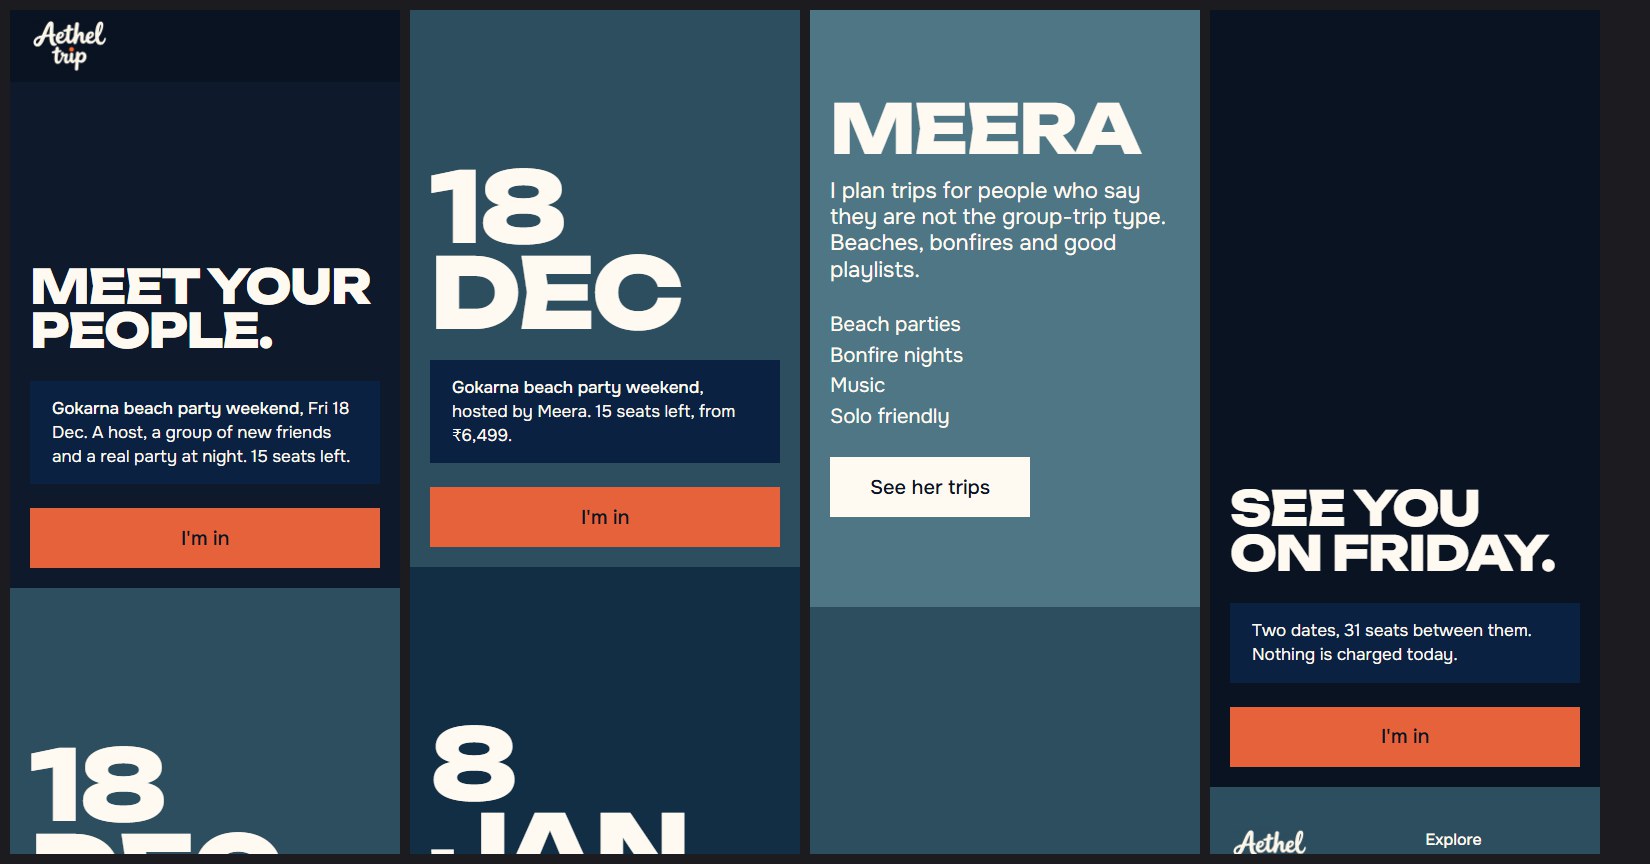 Aethel
trip
MEET YOUR
PEOPLE.
Gokarna beach party weekend, Fri 18
Dec. A host, a group of new friends
and a real party at night. 15 seats left.
I'm in
18
DEC
18
DEC
Gokarna beach party weekend,
hosted by Meera. 15 seats left, from
₹6,499.
I'm in
8
JAN
MEERA
I plan trips for people who say
they are not the group-trip type.
Beaches, bonfires and good
playlists.
Beach parties
Bonfire nights
Music
Solo friendly
See her trips
SEE YOU
ON FRIDAY.
Two dates, 31 seats between them.
Nothing is charged today.
I'm in
Aethel
Explore